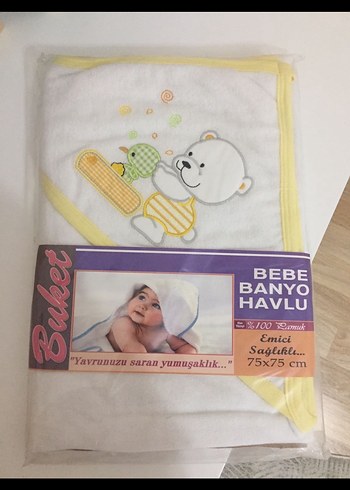 Buket
BEBE
BANYO
HAVLU
%100 Pamuk
Emici
Sağlıklı...
75x75 cm
"Yavrunuzu saran yumuşaklık..."